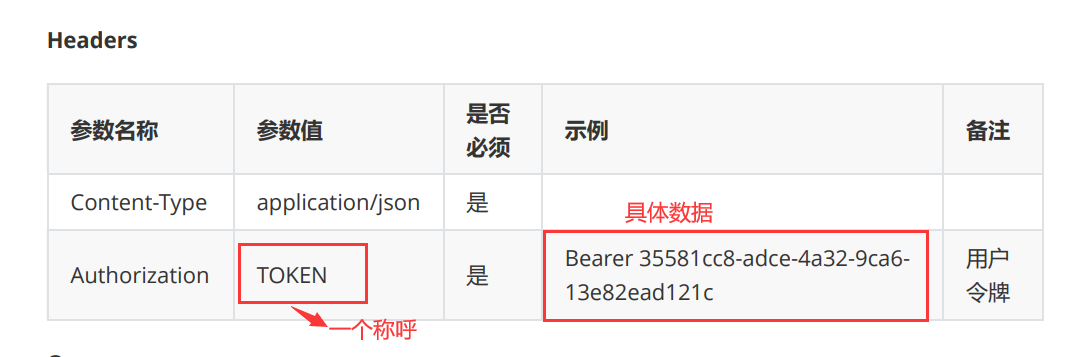 Headers
参数名称 参数值 是否必须 示例 备注
Content-Type application/json 是
具体数据
Authorization TOKEN 是 Bearer 35581cc8-adce-4a32-9ca6-13e82ead121c 用户令牌
一个称呼